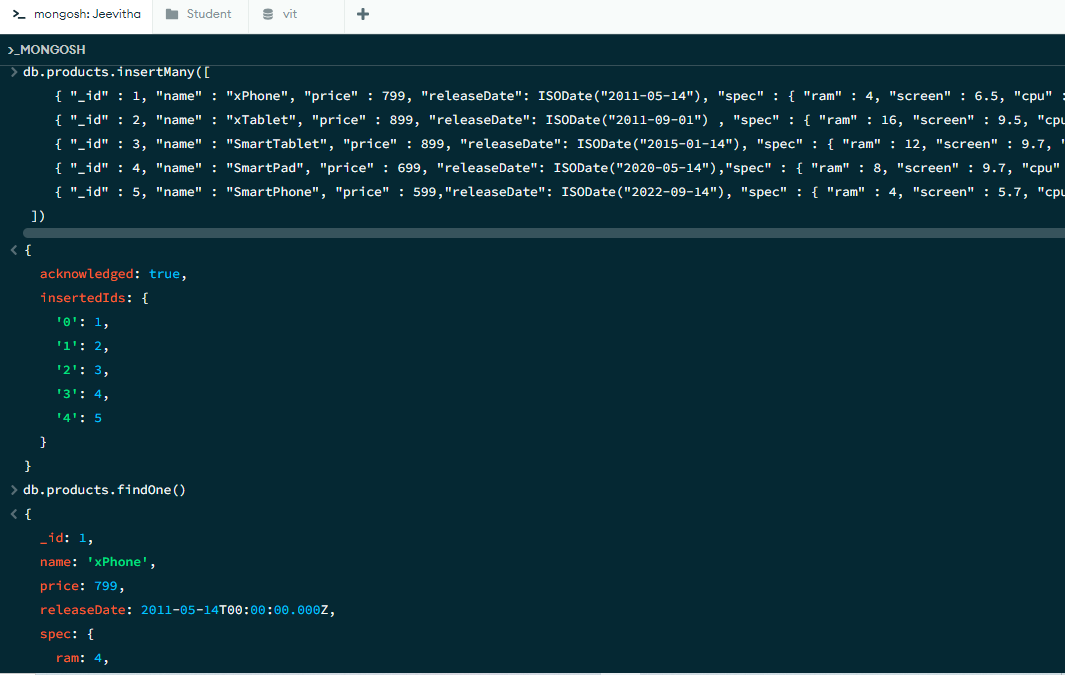 >_ mongosh: Jeevitha Student vit +
>_MONGOSH
> db.products.insertMany([
{ "_id" : 1, "name" : "xPhone", "price" : 799, "releaseDate": ISODate("2011-05-14"), "spec" : { "ram" : 4, "screen" : 6.5, "cpu" :
{ "_id" : 2, "name" : "xTablet", "price" : 899, "releaseDate": ISODate("2011-09-01") , "spec" : { "ram" : 16, "screen" : 9.5, "cpu
{ "_id" : 3, "name" : "SmartTablet", "price" : 899, "releaseDate": ISODate("2015-01-14"), "spec" : { "ram" : 12, "screen" : 9.7, "
{ "_id" : 4, "name" : "SmartPad", "price" : 699, "releaseDate": ISODate("2020-05-14"),"spec" : { "ram" : 8, "screen" : 9.7, "cpu"
{ "_id" : 5, "name" : "SmartPhone", "price" : 599,"releaseDate": ISODate("2022-09-14"), "spec" : { "ram" : 4, "screen" : 5.7, "cpu
])
< {
acknowledged: true,
insertedIds: {
'0': 1,
'1': 2,
'2': 3,
'3': 4,
'4': 5
}
}
> db.products.findOne()
< {
_id: 1,
name: 'xPhone',
price: 799,
releaseDate: 2011-05-14T00:00:00.000Z,
spec: {
ram: 4,